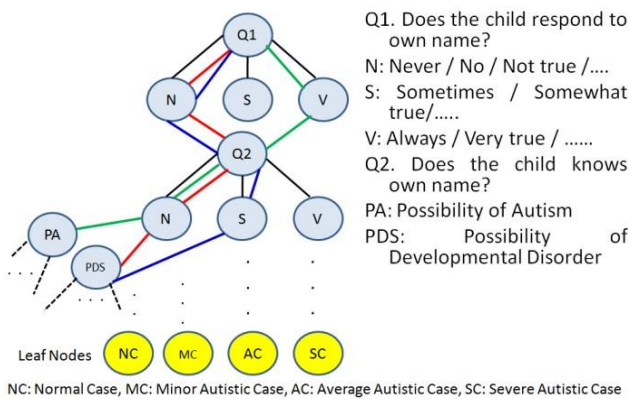 Q1
N
S
V
Q2
N
S
V
PA
PDS
Leaf Nodes
NC
MC
AC
SC
Q1. Does the child respond to
own name?
N: Never / No / Not true /....
S: Sometimes / Somewhat
true/.....
V: Always / Very true / ......
Q2. Does the child knows
own name?
PA: Possibility of Autism
PDS: Possibility of
Developmental Disorder
NC: Normal Case, MC: Minor Autistic Case, AC: Average Autistic Case, SC: Severe Autistic Case